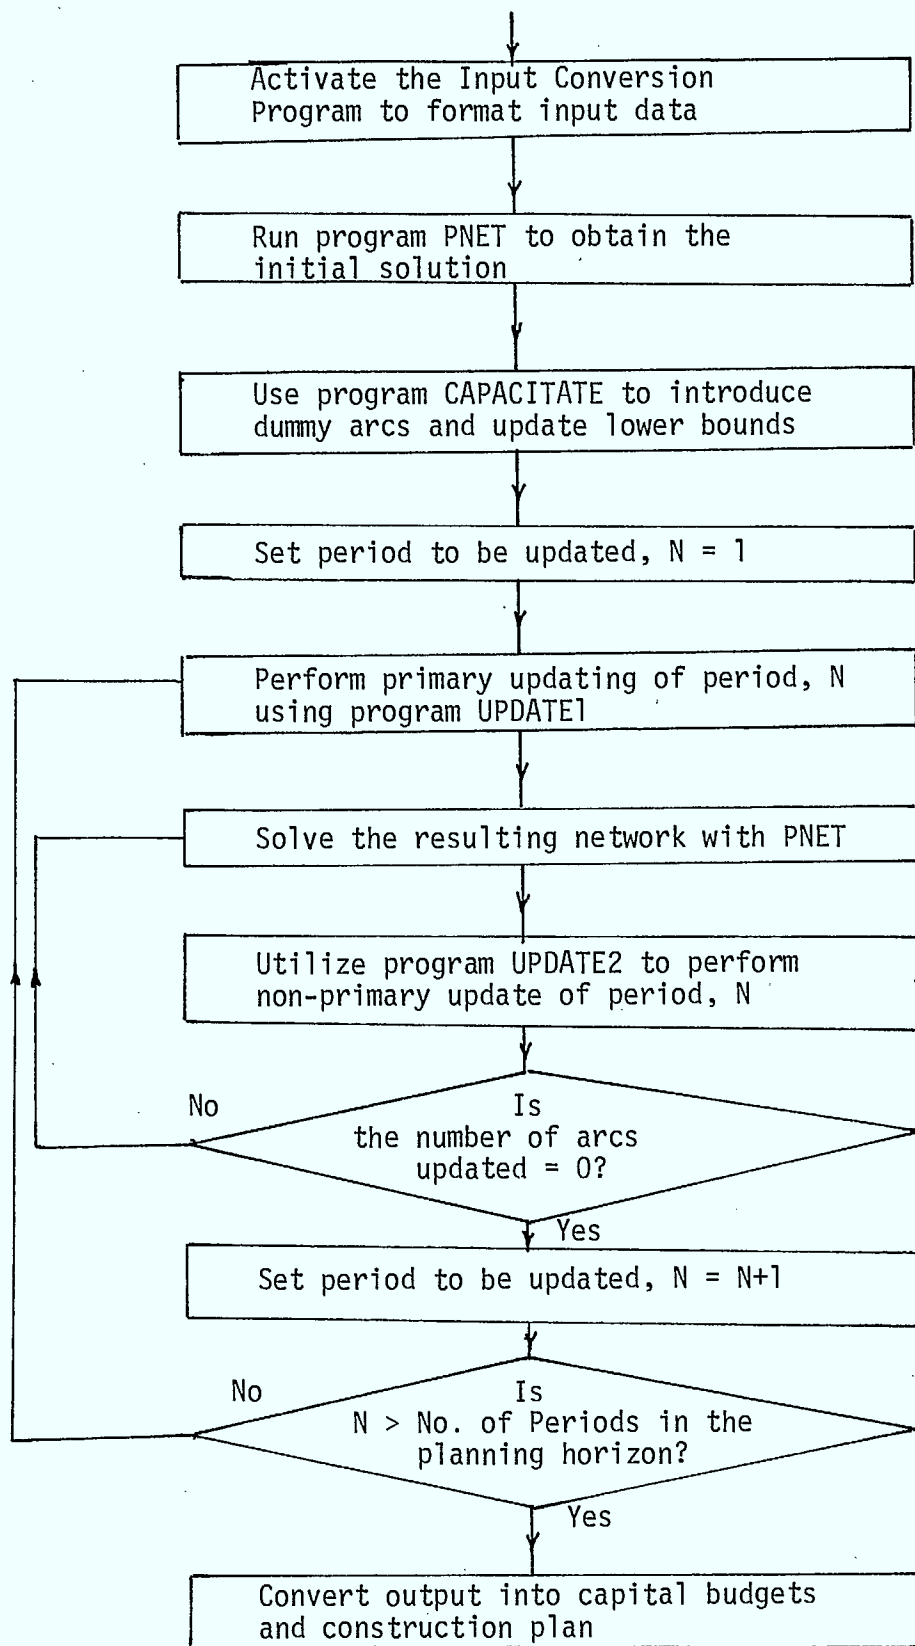 Activate the Input Conversion
Program to format input data
Run program PNET to obtain the
initial solution
Use program CAPACITATE to introduce
dummy arcs and update lower bounds
Set period to be updated, N = 1
Perform primary updating of period, N
using program UPDATE1
Solve the resulting network with PNET
Utilize program UPDATE2 to perform
non-primary update of period, N
No
Is
the number of arcs
updated = 0?
Yes
Set period to be updated, N = N+1
No
Is
N > No. of Periods in the
planning horizon?
Yes
Convert output into capital budgets
and construction plan